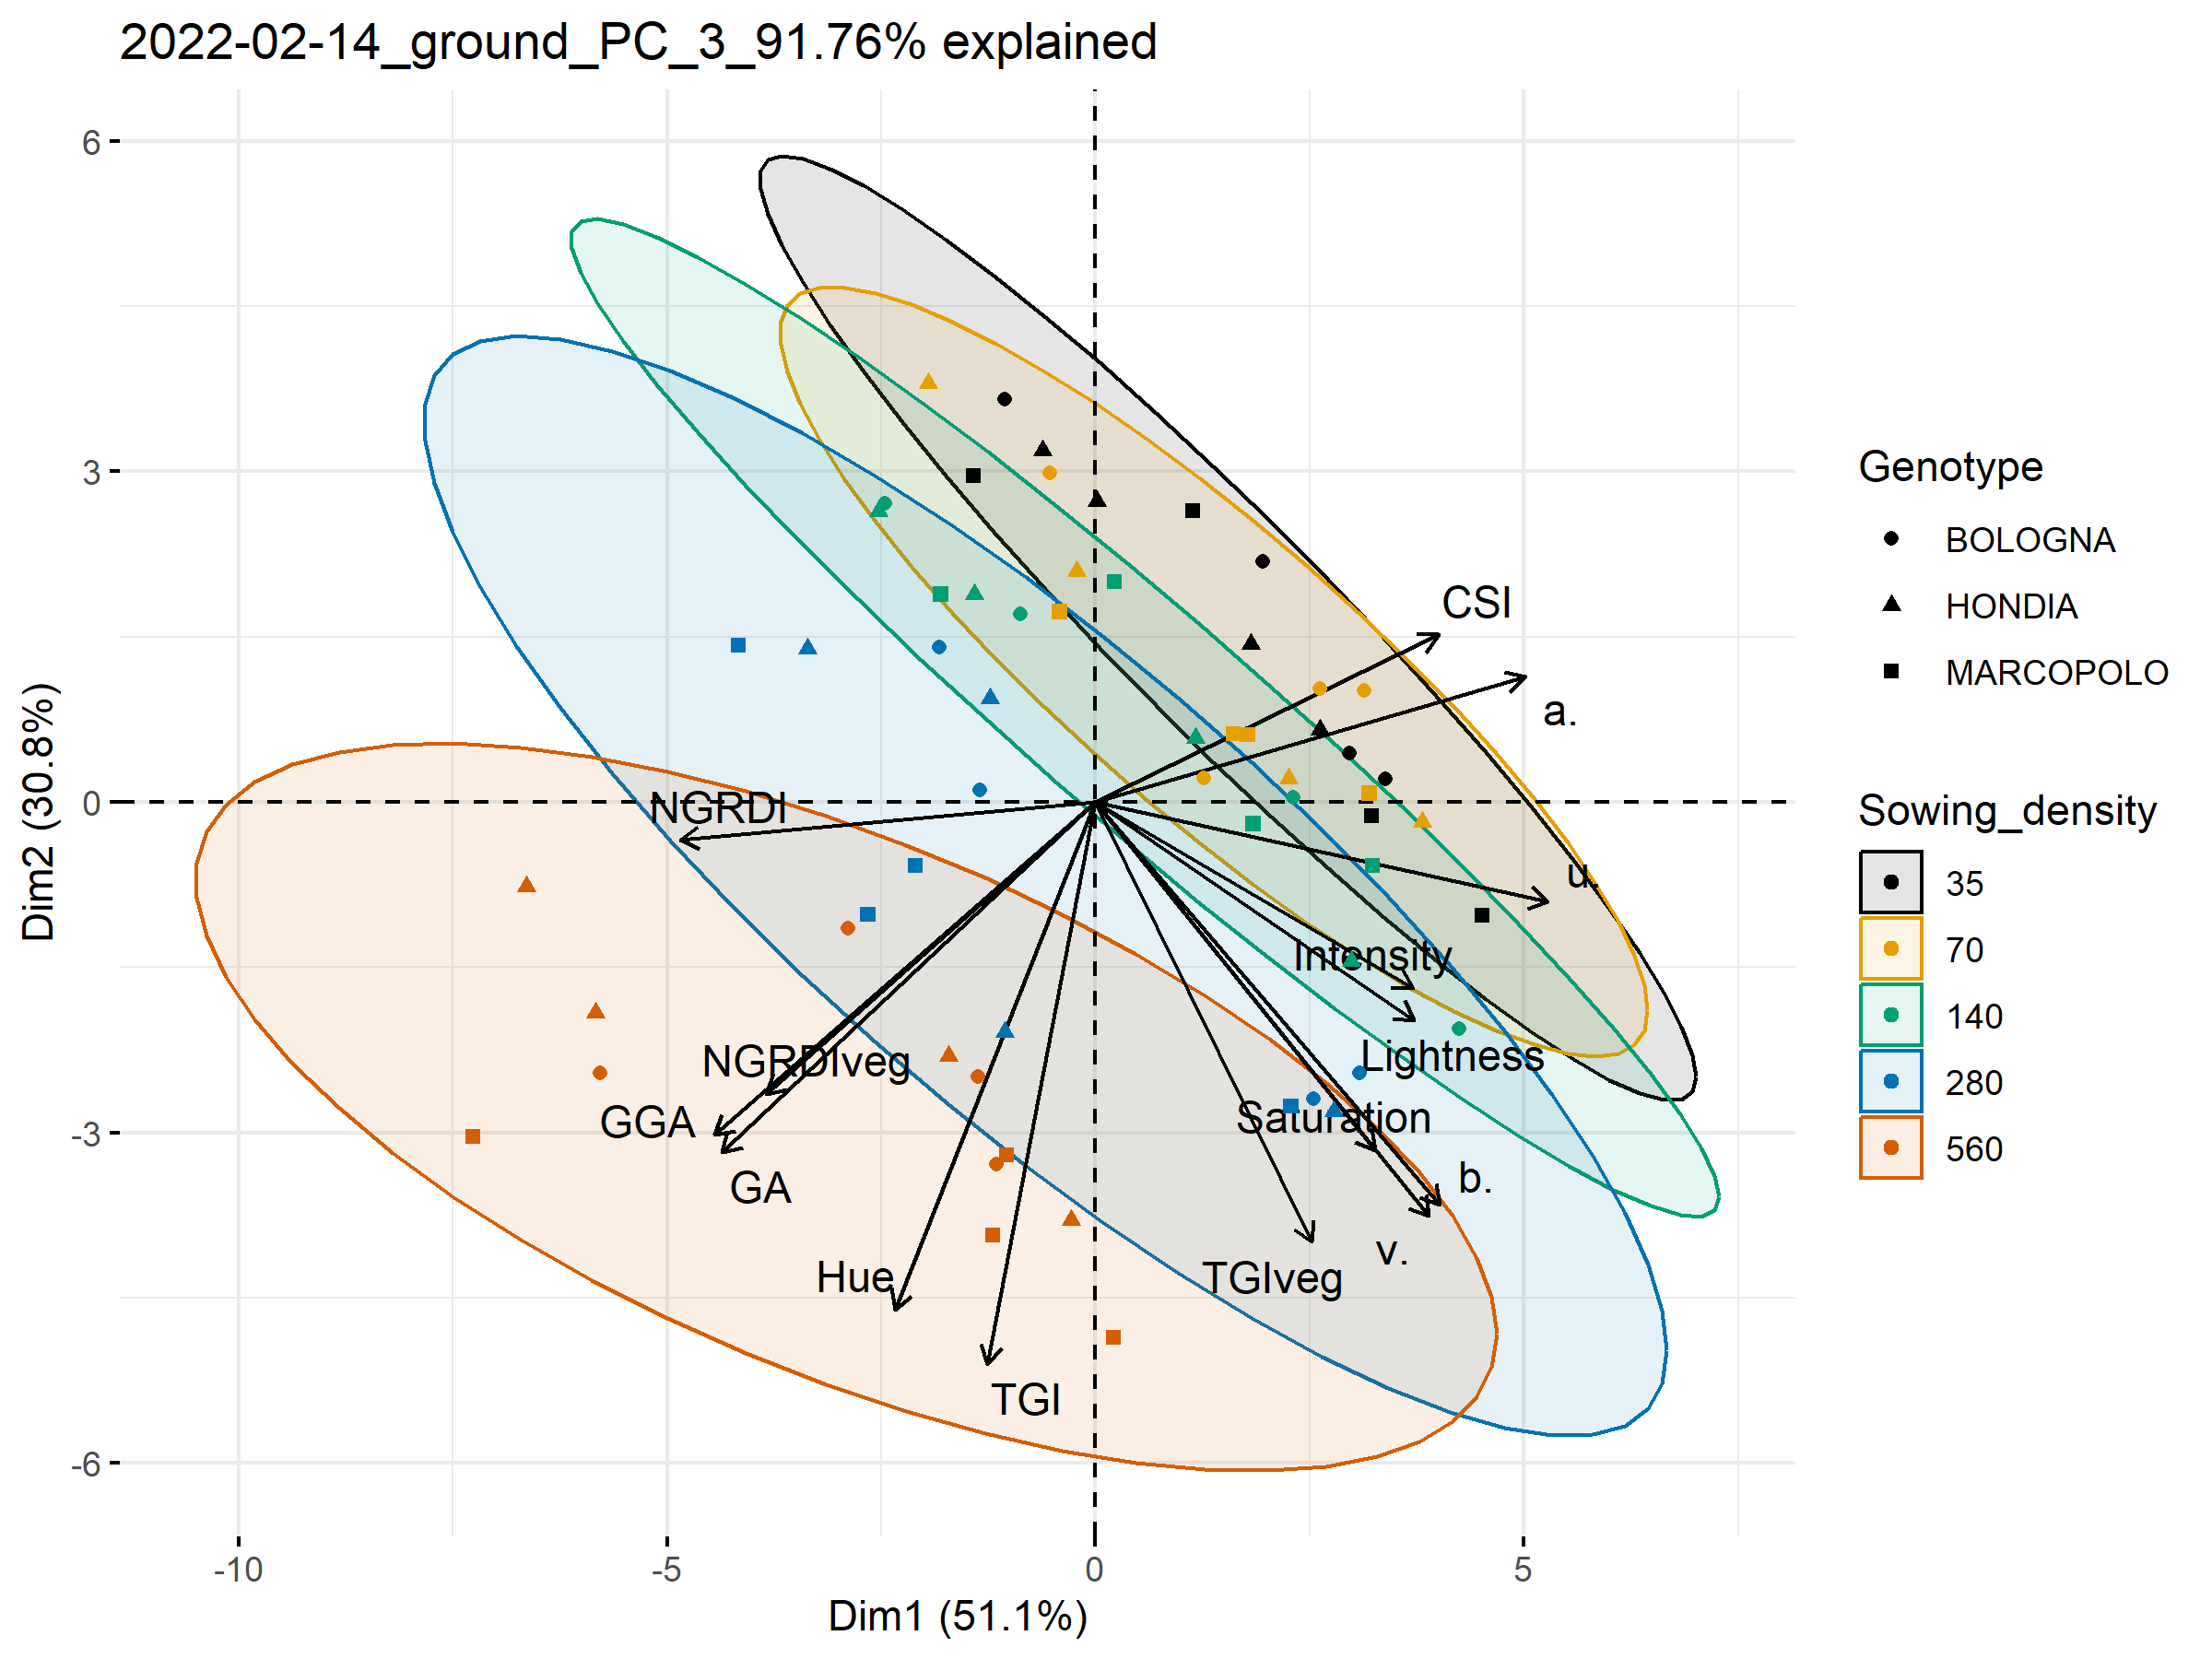 2022-02-14_ground_PC_3_91.76% explained
6
3
0
-3
-6
Dim2 (30.8%)
CSI
a.
NGRDI
u.
Intensity
NGRDIveg
Lightness
GGA
Saturation
GA
b.
v.
Hue
TGIveg
TGI
-10
-5
0
5
Dim1 (51.1%)
Genotype
BOLOGNA
HONDIA
MARCOPOLO
Sowing_density
35
70
140
280
560